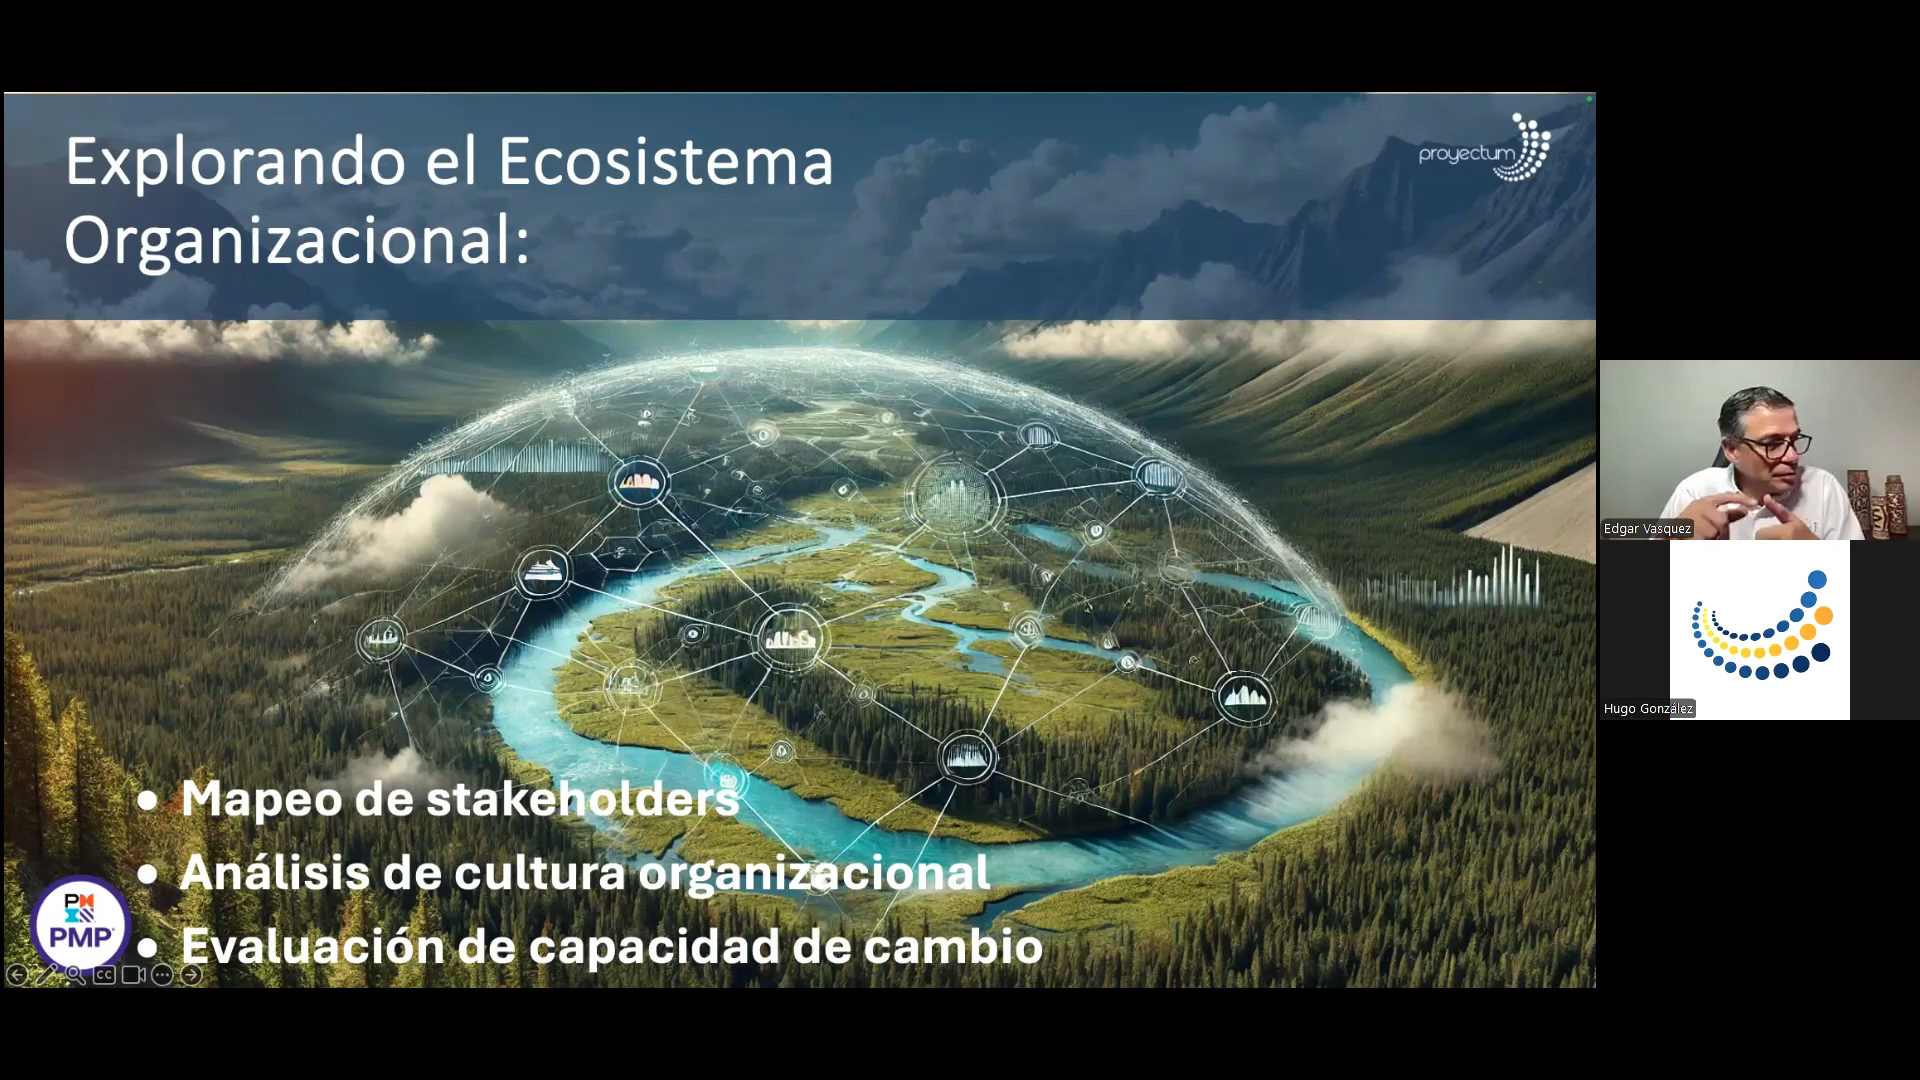 Explorando el Ecosistema
Organizacional:
proyectum
• Mapeo de stakeholders
• Análisis de cultura organizacional
• Evaluación de capacidad de cambio
PMP
CC
Edgar Vasquez
Hugo González